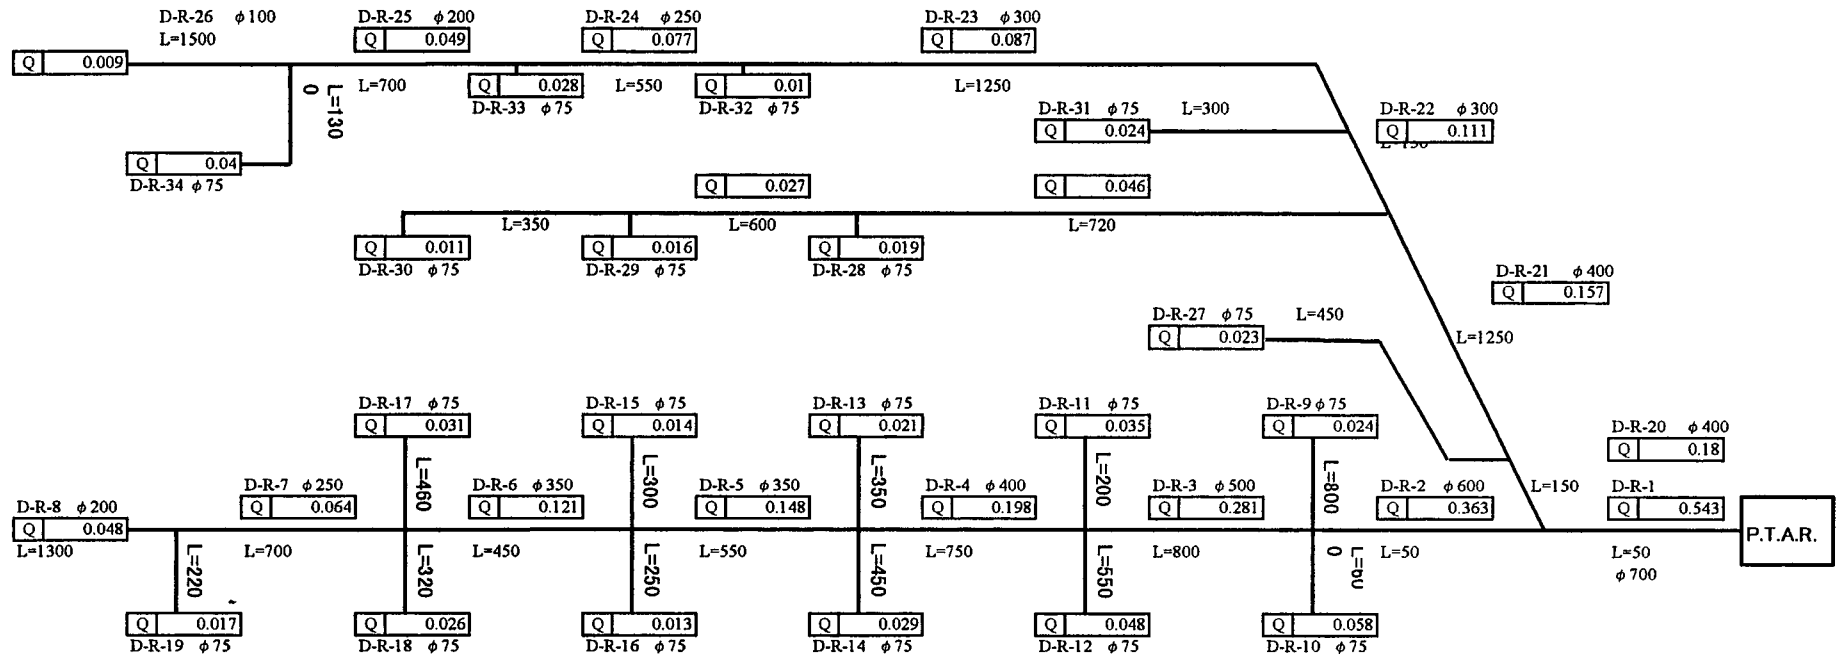 D-R-26 φ100
L=1500
D-R-25 φ200
Q 0.049
D-R-24 φ250
Q 0.077
D-R-23 φ300
Q 0.087
Q 0.009
L=700
Q 0.028
D-R-33 φ75
L=550
Q 0.01
D-R-32 φ75
L=1250
L=130
0
D-R-31 φ75
Q 0.024
L=300
D-R-22 φ300
Q 0.111
Q 0.04
D-R-34 φ75
Q 0.027
Q 0.046
L=350
L=600
L=720
Q 0.011
D-R-30 φ75
Q 0.016
D-R-29 φ75
Q 0.019
D-R-28 φ75
D-R-21 φ400
Q 0.157
D-R-27 φ75
Q 0.023
L=450
L=1250
D-R-17 φ75
Q 0.031
D-R-15 φ75
Q 0.014
D-R-13 φ75
Q 0.021
D-R-11 φ75
Q 0.035
D-R-9 φ75
Q 0.024
D-R-20 φ400
Q 0.18
L=460
L=300
L=350
L=200
L=800
L=150
D-R-8 φ200
Q 0.048
L=1300
D-R-7 φ250
Q 0.064
L=700
D-R-6 φ350
Q 0.121
L=450
D-R-5 φ350
Q 0.148
L=550
D-R-4 φ400
Q 0.198
L=750
D-R-3 φ500
Q 0.281
L=800
D-R-2 φ600
Q 0.363
L=50
D-R-1
Q 0.543
L=50
φ700
P.T.A.R.
L=220
L=320
L=250
L=450
L=550
0
Q 0.017
D-R-19 φ75
Q 0.026
D-R-18 φ75
Q 0.013
D-R-16 φ75
Q 0.029
D-R-14 φ75
Q 0.048
D-R-12 φ75
Q 0.058
D-R-10 φ75